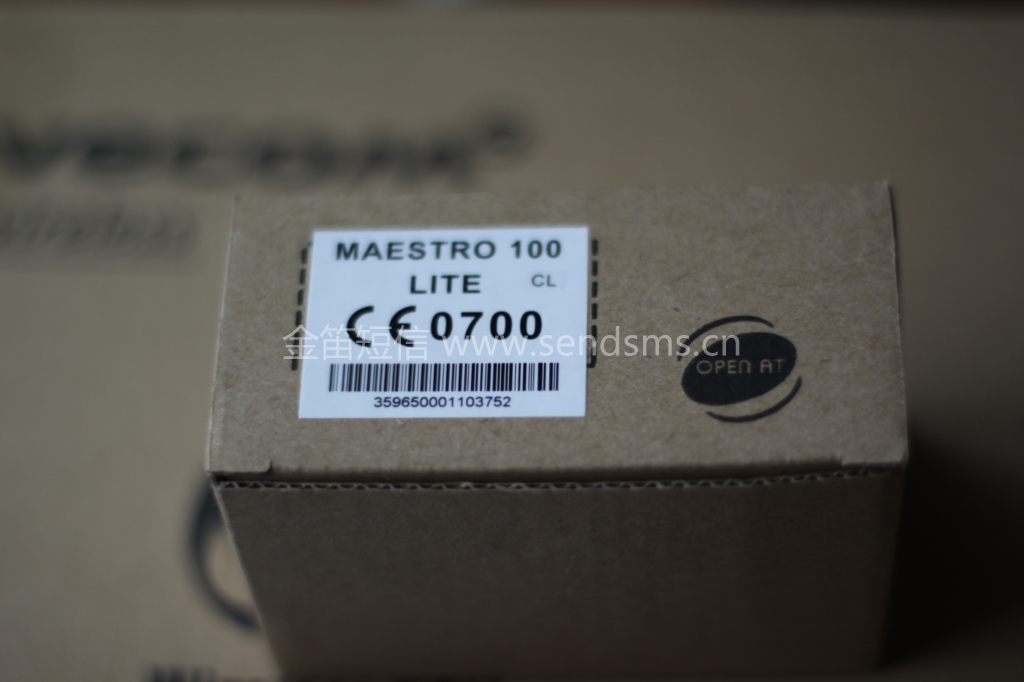 MAESTRO 100
LITE CL
CE 0700
金笛短信 www.sendsms.cn
OPEN AT
359650001103752